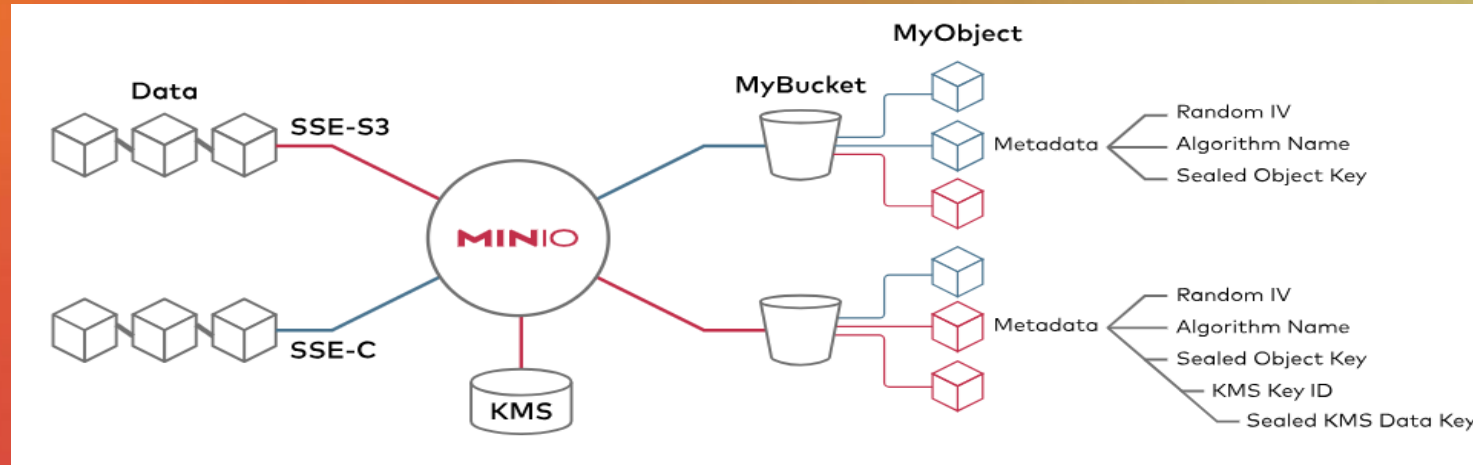 MyObject
Data
MyBucket
SSE-S3
Metadata
Random IV
Algorithm Name
Sealed Object Key
MINIO
SSE-C
KMS
Metadata
Random IV
Algorithm Name
Sealed Object Key
KMS Key ID
Sealed KMS Data Key